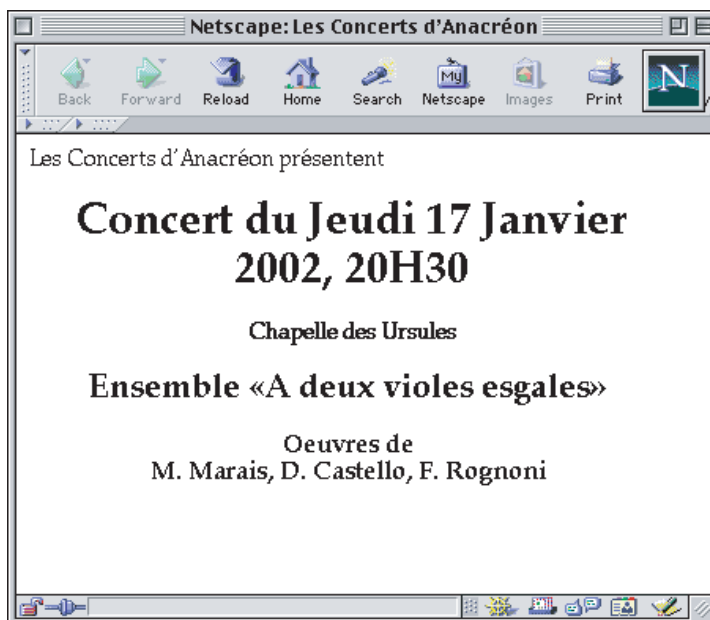 Netscape: Les Concerts d'Anacréon
Back Forward Reload Home Search Netscape Images Print
My
N
Les Concerts d'Anacréon présentent
Concert du Jeudi 17 Janvier
2002, 20H30
Chapelle des Ursules
Ensemble «A deux violes esgales»
Oeuvres de
M. Marais, D. Castello, F. Rognoni